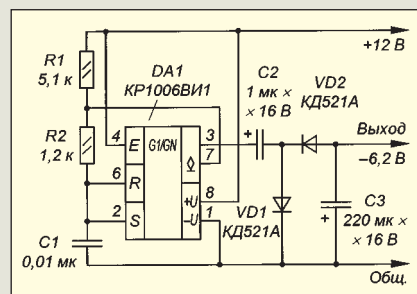 R1
5,1 к
DA1
КР1006ВИ1
+12 В
C2
1 мк ×
× 16 В
VD2
КД521А
R2
1,2 к
4
E
G1/GN
3
7
Выход
–6,2 В
6
R
+U
8
2
S
–U
1
VD1
КД521А
C3
220 мк ×
× 16 В
C1
0,01 мк
+
+
Общ.